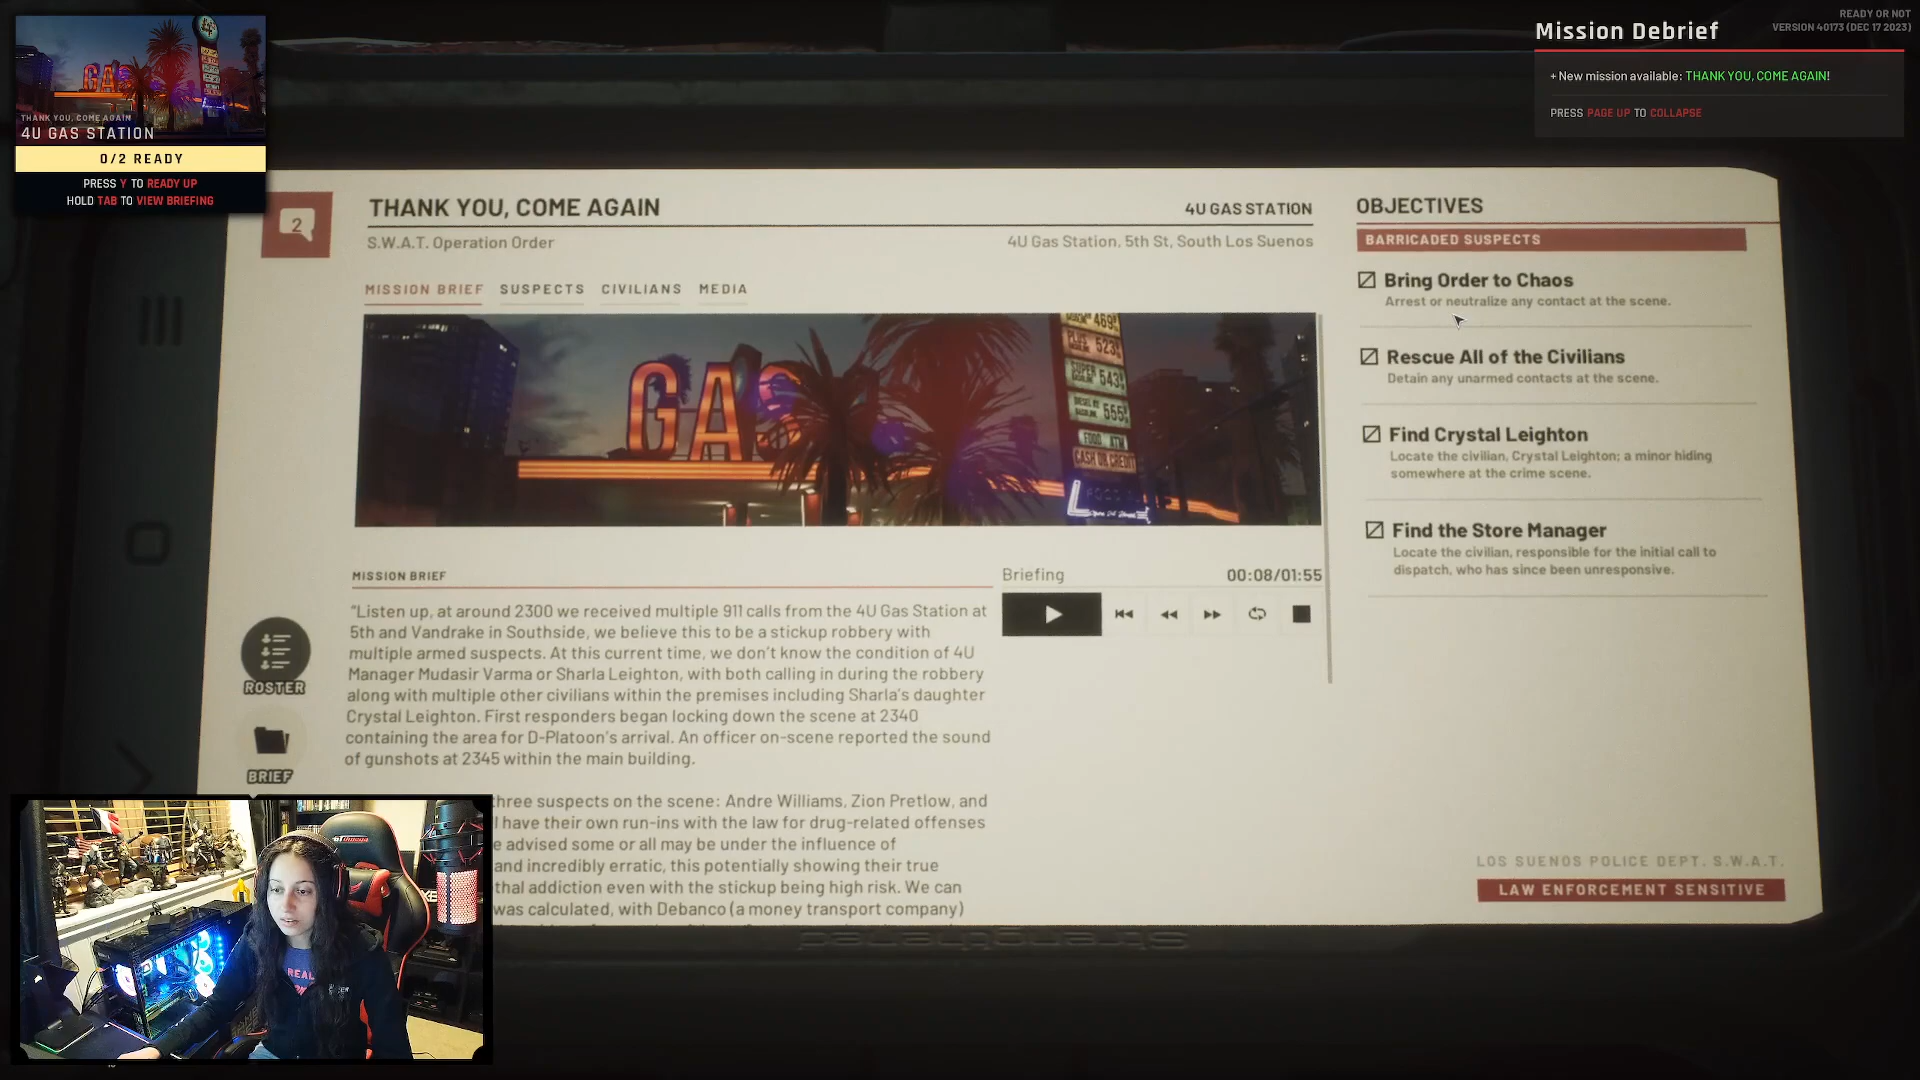 READY OR NOT
VERSION 40173 (DEC 17 2023)
Mission Debrief
+ New mission available: THANK YOU, COME AGAIN!
PRESS PAGE UP TO COLLAPSE
GAS
THANK YOU, COME AGAIN
4U GAS STATION
0/2 READY
PRESS Y TO READY UP
HOLD TAB TO VIEW BRIEFING
2
THANK YOU, COME AGAIN
4U GAS STATION
S.W.A.T. Operation Order
4U Gas Station, 5th St, South Los Suenos
MISSION BRIEF SUSPECTS CIVILIANS MEDIA
GAS
469
PLUS 523
SUPER 543
555
FOOD ATM
CASH OR CREDIT
MISSION BRIEF
Briefing 00:08/01:55
"Listen up, at around 2300 we received multiple 911 calls from the 4U Gas Station at
5th and Vandrake in Southside, we believe this to be a stickup robbery with
multiple armed suspects. At this current time, we don't know the condition of 4U
Manager Mudasir Varma or Sharla Leighton, with both calling in during the robbery
along with multiple other civilians within the premises including Sharla's daughter
Crystal Leighton. First responders began locking down the scene at 2340
containing the area for D-Platoon's arrival. An officer on-scene reported the sound
of gunshots at 2345 within the main building.
three suspects on the scene: Andre Williams, Zion Pretlow, and
l have their own run-ins with the law for drug-related offenses
e advised some or all may be under the influence of
and incredibly erratic, this potentially showing their true
thal addiction even with the stickup being high risk. We can
was calculated, with Debanco (a money transport company)
ROSTER
BRIEF
OBJECTIVES
BARRICADED SUSPECTS
Bring Order to Chaos
Arrest or neutralize any contact at the scene.
Rescue All of the Civilians
Detain any unarmed contacts at the scene.
Find Crystal Leighton
Locate the civilian, Crystal Leighton; a minor hiding
somewhere at the crime scene.
Find the Store Manager
Locate the civilian, responsible for the initial call to
dispatch, who has since been unresponsive.
LOS SUENOS POLICE DEPT. S.W.A.T.
LAW ENFORCEMENT SENSITIVE
REAL